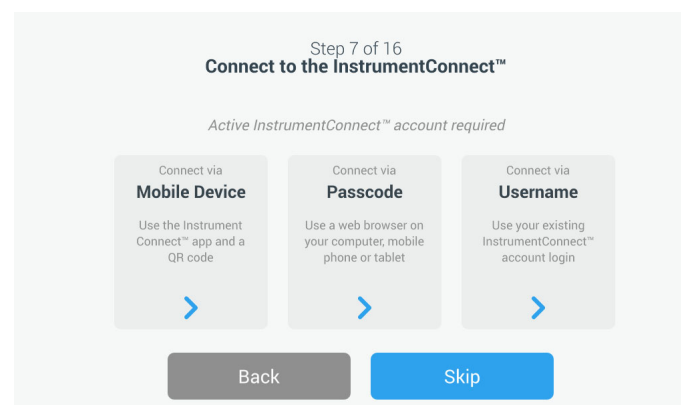 Step 7 of 16
Connect to the InstrumentConnect™
Active InstrumentConnect™ account required
Connect via
Mobile Device
Use the Instrument
Connect™ app and a
QR code
Connect via
Passcode
Use a web browser on
your computer, mobile
phone or tablet
Connect via
Username
Use your existing
InstrumentConnect™
account login
Back
Skip